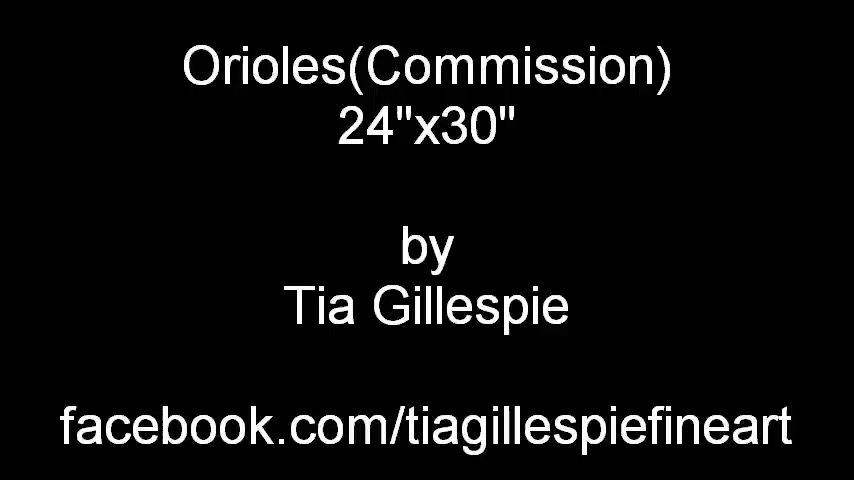 Orioles(Commission)
24"x30"
by
Tia Gillespie
facebook.com/tiagillespiefineart